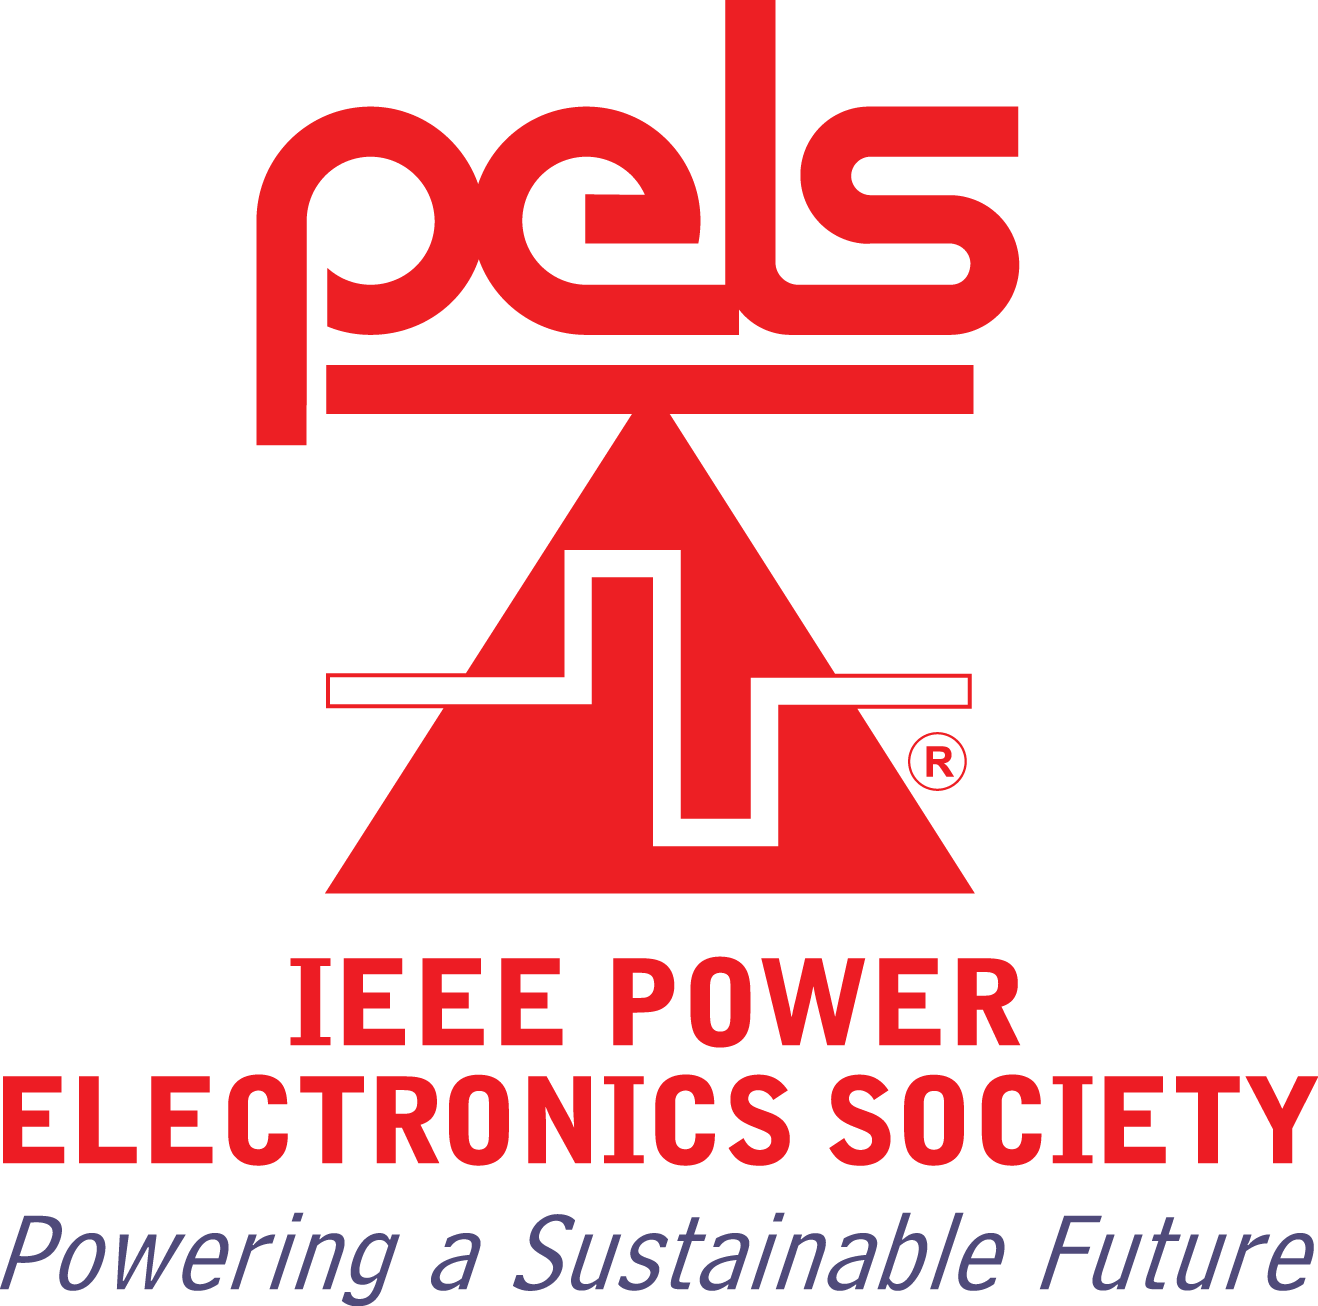 pels
®
IEEE POWER
ELECTRONICS SOCIETY
Powering a Sustainable Future